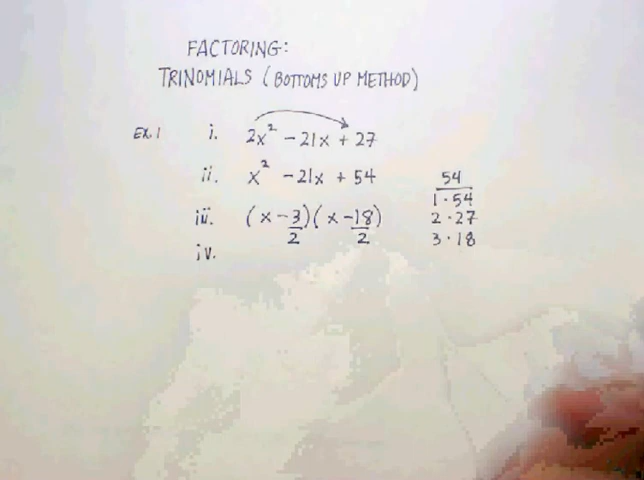 FACTORING:
TRINOMIALS (BOTTOMS UP METHOD)
EX.1 i. 2x² - 21x + 27
ii. x² - 21x + 54
54
1·54
iii. (x - 3/2)(x - 18/2)
2·27
3·18
iv.